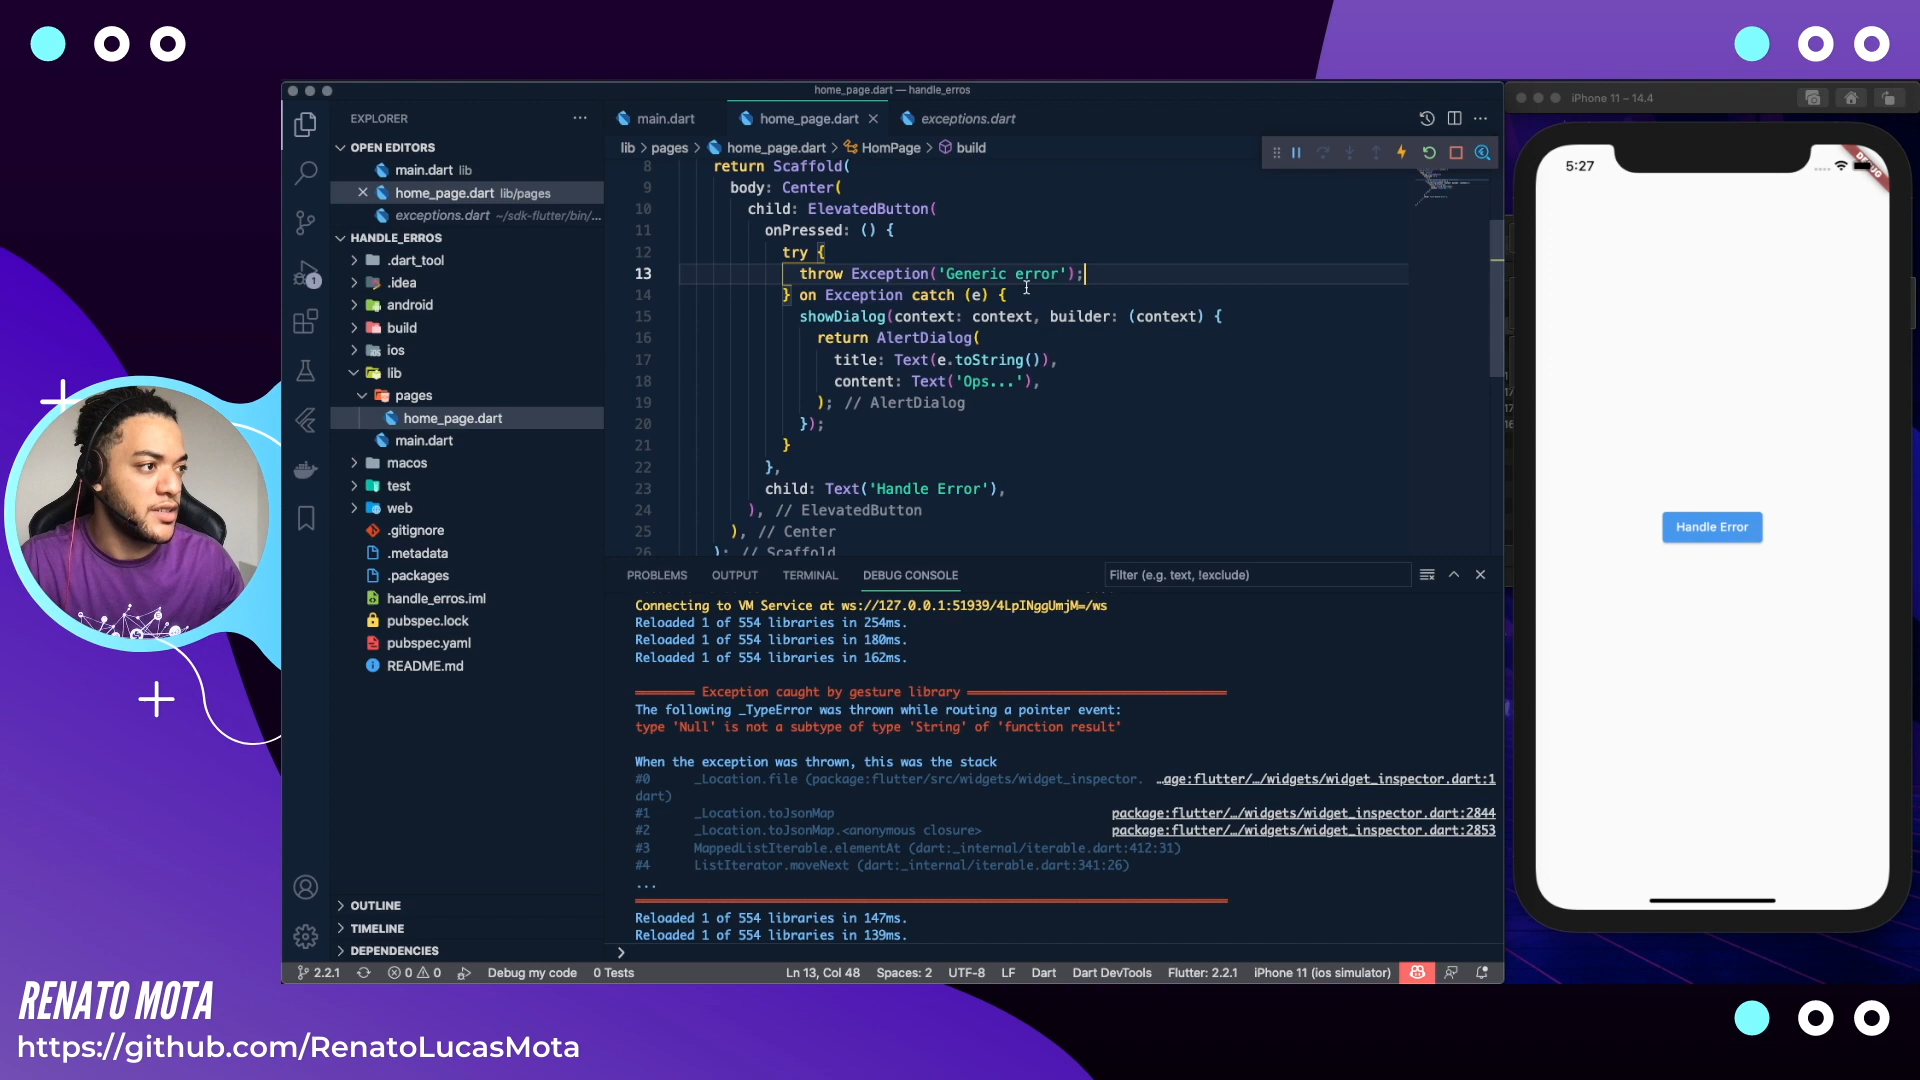 home_page.dart — handle_erros
iPhone 11 – 14.4
EXPLORER
main.dart
home_page.dart
exceptions.dart
OPEN EDITORS
main.dart lib
home_page.dart lib/pages
exceptions.dart ~/sdk-flutter/bin/...
HANDLE_ERROS
.dart_tool
.idea
android
build
ios
lib
pages
home_page.dart
main.dart
macos
test
web
.gitignore
.metadata
.packages
handle_erros.iml
pubspec.lock
pubspec.yaml
README.md
OUTLINE
TIMELINE
DEPENDENCIES
1
lib > pages > home_page.dart > HomPage > build
8 return Scaffold(
9 body: Center(
10 child: ElevatedButton(
11 onPressed: () {
12 try {
13 throw Exception('Generic error');
14 } on Exception catch (e) {
15 showDialog(context: context, builder: (context) {
16 return AlertDialog(
17 title: Text(e.toString()),
18 content: Text('Ops...'),
19 ); // AlertDialog
20 });
21 }
22 },
23 child: Text('Handle Error'),
24 ), // ElevatedButton
25 ), // Center
26 ); // Scaffold
PROBLEMS OUTPUT TERMINAL DEBUG CONSOLE
Filter (e.g. text, !exclude)
Connecting to VM Service at ws://127.0.0.1:51939/4LpINggUmjM=/ws
Reloaded 1 of 554 libraries in 254ms.
Reloaded 1 of 554 libraries in 180ms.
Reloaded 1 of 554 libraries in 162ms.
Exception caught by gesture library
The following _TypeError was thrown while routing a pointer event:
type 'Null' is not a subtype of type 'String' of 'function result'
When the exception was thrown, this was the stack
#0 _Location.file (package:flutter/src/widgets/widget_inspector. …age:flutter/…/widgets/widget_inspector.dart:1
dart)
#1 _Location.toJsonMap package:flutter/…/widgets/widget_inspector.dart:2844
#2 _Location.toJsonMap.<anonymous closure> package:flutter/…/widgets/widget_inspector.dart:2853
#3 MappedListIterable.elementAt (dart:_internal/iterable.dart:412:31)
#4 ListIterator.moveNext (dart:_internal/iterable.dart:341:26)
...
Reloaded 1 of 554 libraries in 147ms.
Reloaded 1 of 554 libraries in 139ms.
2.2.1 0 0 Debug my code 0 Tests Ln 13, Col 48 Spaces: 2 UTF-8 LF Dart Dart DevTools Flutter: 2.2.1 iPhone 11 (ios simulator)
5:27
DEBUG
Handle Error
RENATO MOTA
https://github.com/RenatoLucasMota